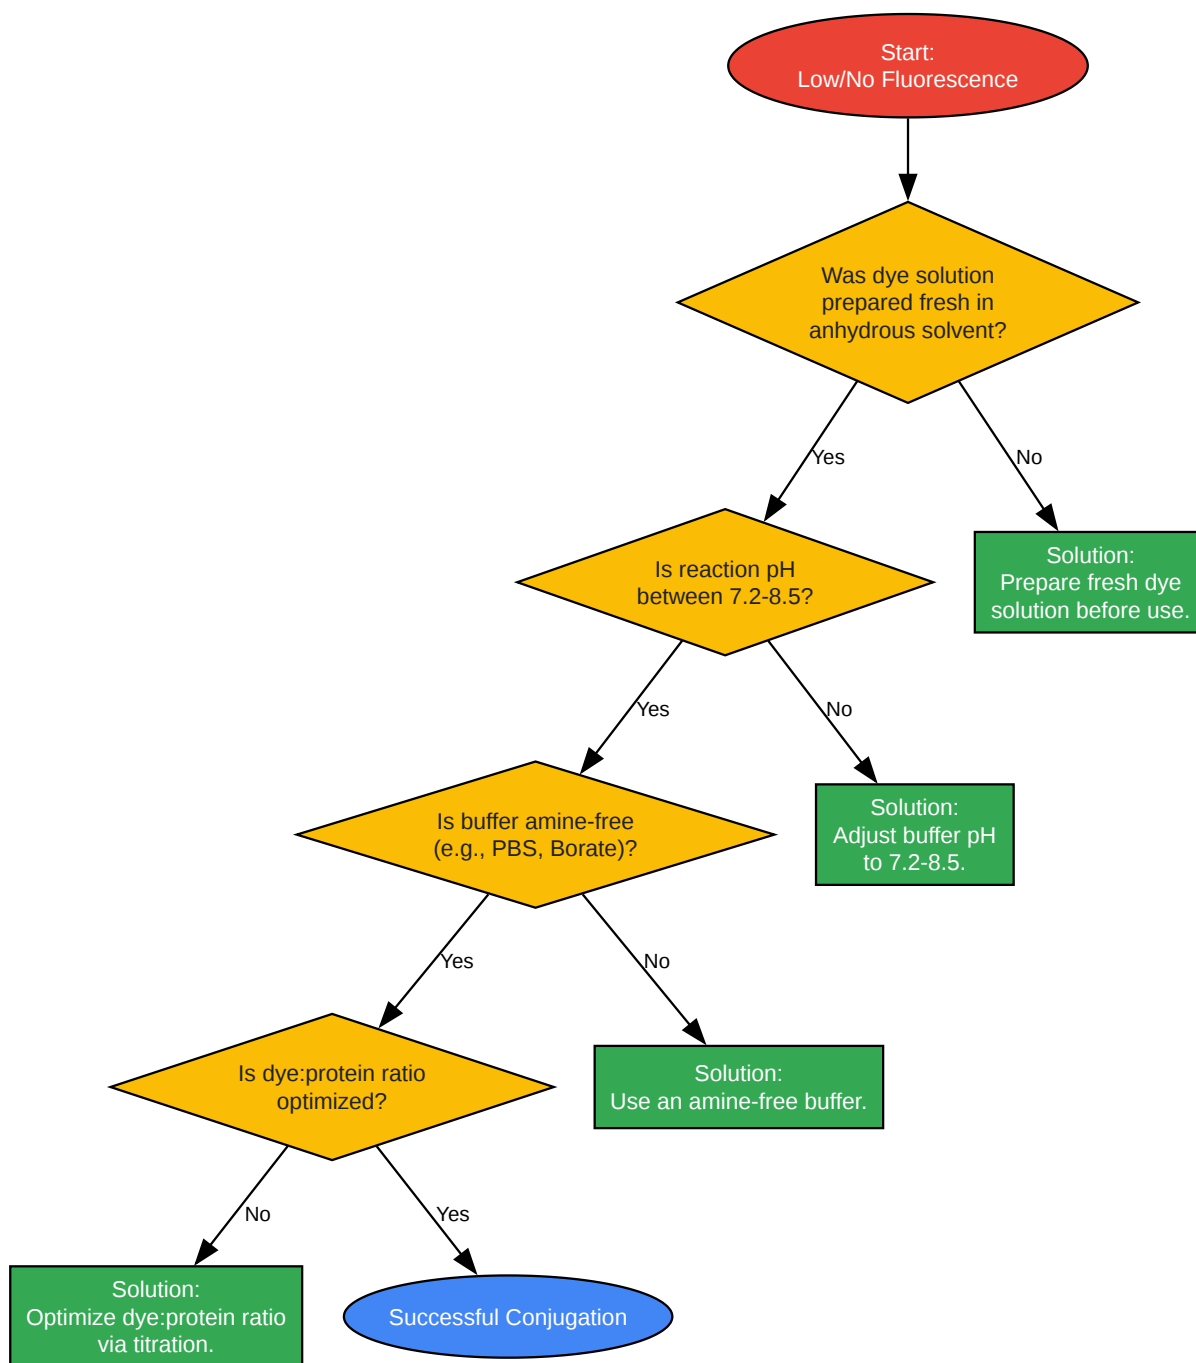 Start:
Low/No Fluorescence
Was dye solution
prepared fresh in
anhydrous solvent?
Yes
No
Is reaction pH
between 7.2-8.5?
Solution:
Prepare fresh dye
solution before use.
Yes
No
Is buffer amine-free
(e.g., PBS, Borate)?
Solution:
Adjust buffer pH
to 7.2-8.5.
Yes
No
Is dye:protein ratio
optimized?
Solution:
Use an amine-free buffer.
No
Yes
Solution:
Optimize dye:protein ratio
via titration.
Successful Conjugation